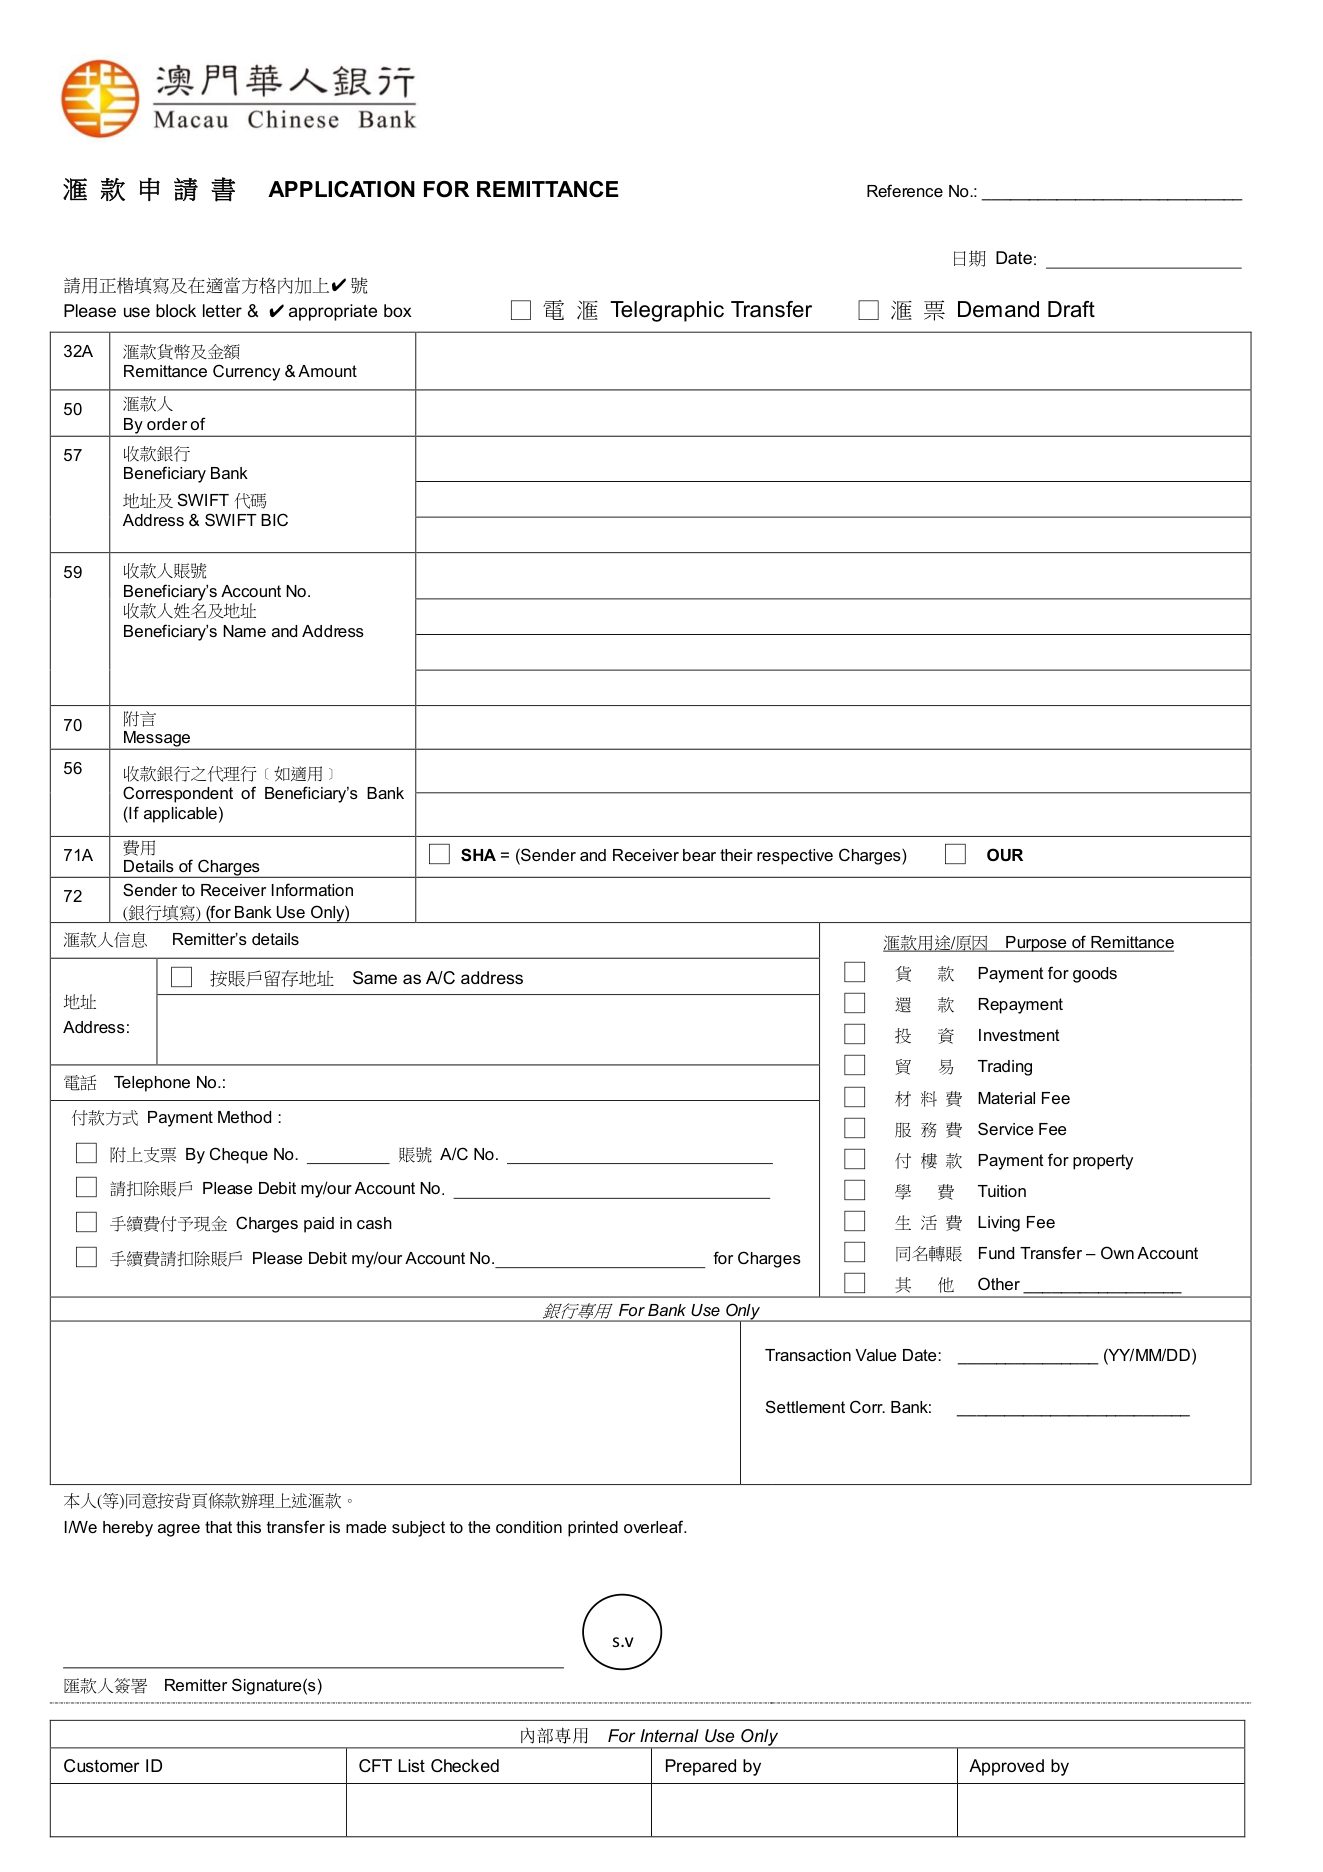 澳門華人銀行
Macau Chinese Bank
滙款申請書 APPLICATION FOR REMITTANCE Reference No.:
日期 Date:
請用正楷填寫及在適當方格內加上✔號
Please use block letter & ✔ appropriate box
電滙 Telegraphic Transfer 滙票 Demand Draft
32A 滙款貨幣及金額
Remittance Currency & Amount
50 滙款人
By order of
57 收款銀行
Beneficiary Bank
地址及 SWIFT 代碼
Address & SWIFT BIC
59 收款人賬號
Beneficiary’s Account No.
收款人姓名及地址
Beneficiary’s Name and Address
70 附言
Message
56 收款銀行之代理行﹝如適用﹞
Correspondent of Beneficiary’s Bank
(If applicable)
71A 費用
Details of Charges
SHA = (Sender and Receiver bear their respective Charges) OUR
72 Sender to Receiver Information
(銀行填寫) (for Bank Use Only)
滙款人信息 Remitter’s details
地址
Address:
按賬戶留存地址 Same as A/C address
電話 Telephone No.:
付款方式 Payment Method :
附上支票 By Cheque No. 賬號 A/C No.
請扣除賬戶 Please Debit my/our Account No.
手續費付予現金 Charges paid in cash
手續費請扣除賬戶 Please Debit my/our Account No. for Charges
滙款用途/原因 Purpose of Remittance
貨款 Payment for goods
還款 Repayment
投資 Investment
貿易 Trading
材料費 Material Fee
服務費 Service Fee
付樓款 Payment for property
學費 Tuition
生活費 Living Fee
同名轉賬 Fund Transfer – Own Account
其他 Other
銀行專用 For Bank Use Only
Transaction Value Date: (YY/MM/DD)
Settlement Corr. Bank:
本人(等)同意按背頁條款辦理上述滙款。
I/We hereby agree that this transfer is made subject to the condition printed overleaf.
s.v
匯款人簽署 Remitter Signature(s)
內部專用 For Internal Use Only
Customer ID CFT List Checked Prepared by Approved by